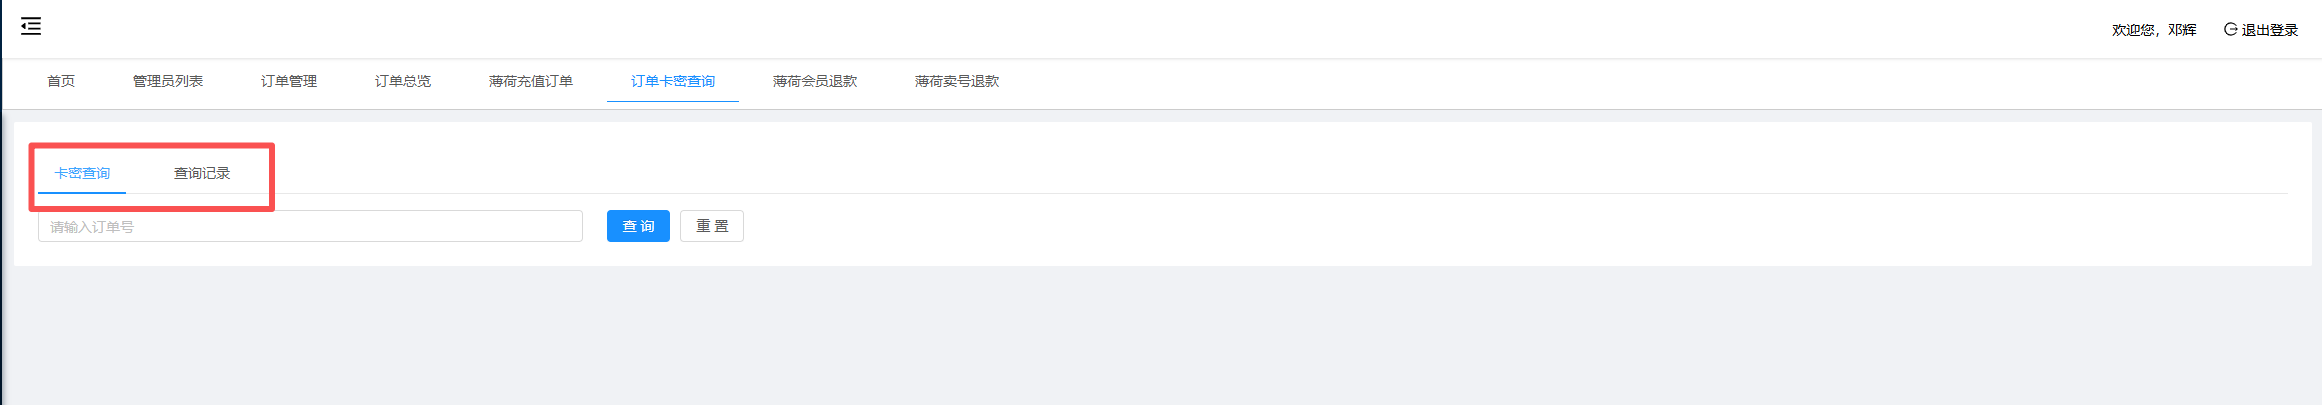 欢迎您，邓辉 退出登录
首页 管理员列表 订单管理 订单总览 薄荷充值订单 订单卡密查询 薄荷会员退款 薄荷卖号退款
卡密查询 查询记录
请输入订单号 查 询 重 置